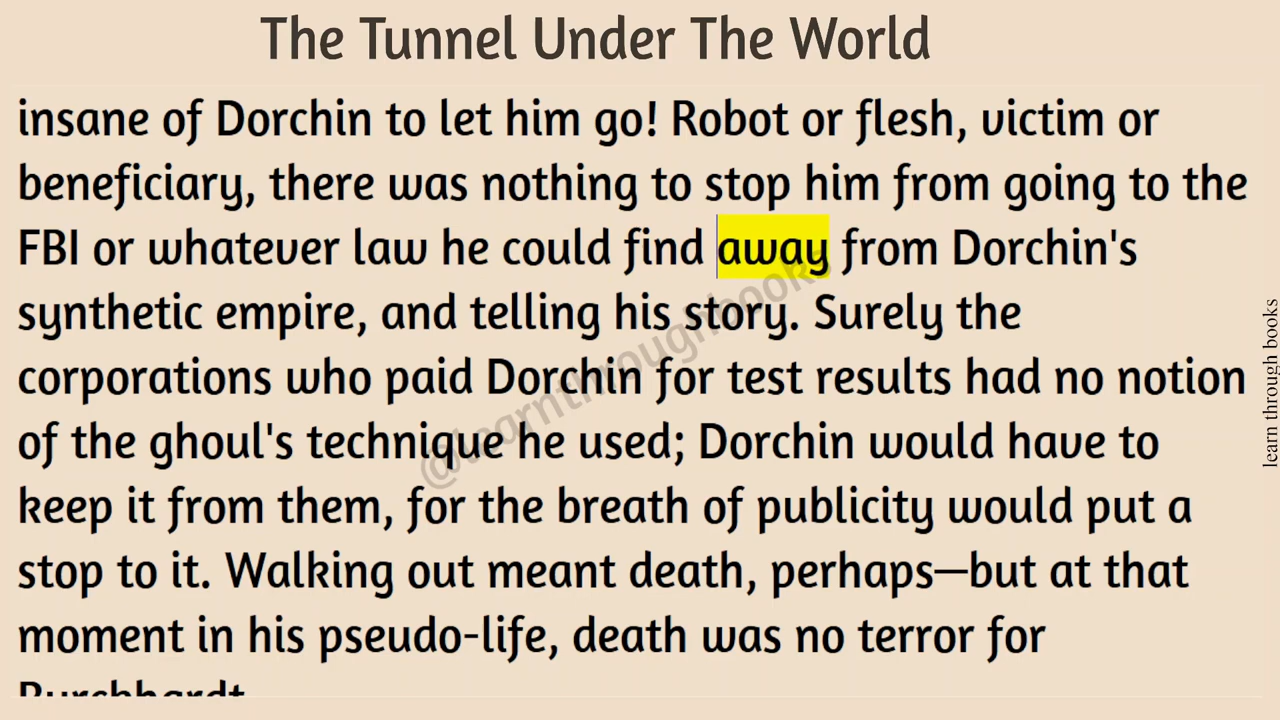 The Tunnel Under The World
insane of Dorchin to let him go! Robot or flesh, victim or
beneficiary, there was nothing to stop him from going to the
FBI or whatever law he could find away from Dorchin's
synthetic empire, and telling his story. Surely the
corporations who paid Dorchin for test results had no notion
of the ghoul's technique he used; Dorchin would have to
keep it from them, for the breath of publicity would put a
stop to it. Walking out meant death, perhaps—but at that
moment in his pseudo-life, death was no terror for
Burchhardt
@learnthroughbooks
learn through books